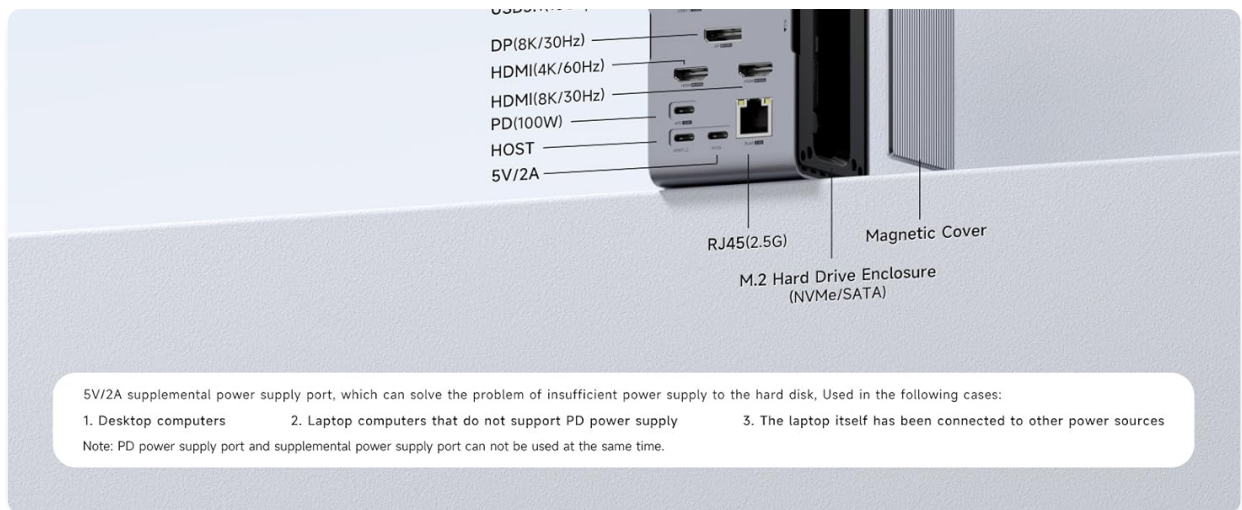 DP(8K/30Hz)
HDMI(4K/60Hz)
HDMI(8K/30Hz)
PD(100W)
HOST
5V/2A
RJ45(2.5G)
Magnetic Cover
M.2 Hard Drive Enclosure
(NVMe/SATA)
5V/2A supplemental power supply port, which can solve the problem of insufficient power supply to the hard disk, Used in the following cases:
1. Desktop computers 2. Laptop computers that do not support PD power supply 3. The laptop itself has been connected to other power sources
Note: PD power supply port and supplemental power supply port can not be used at the same time.